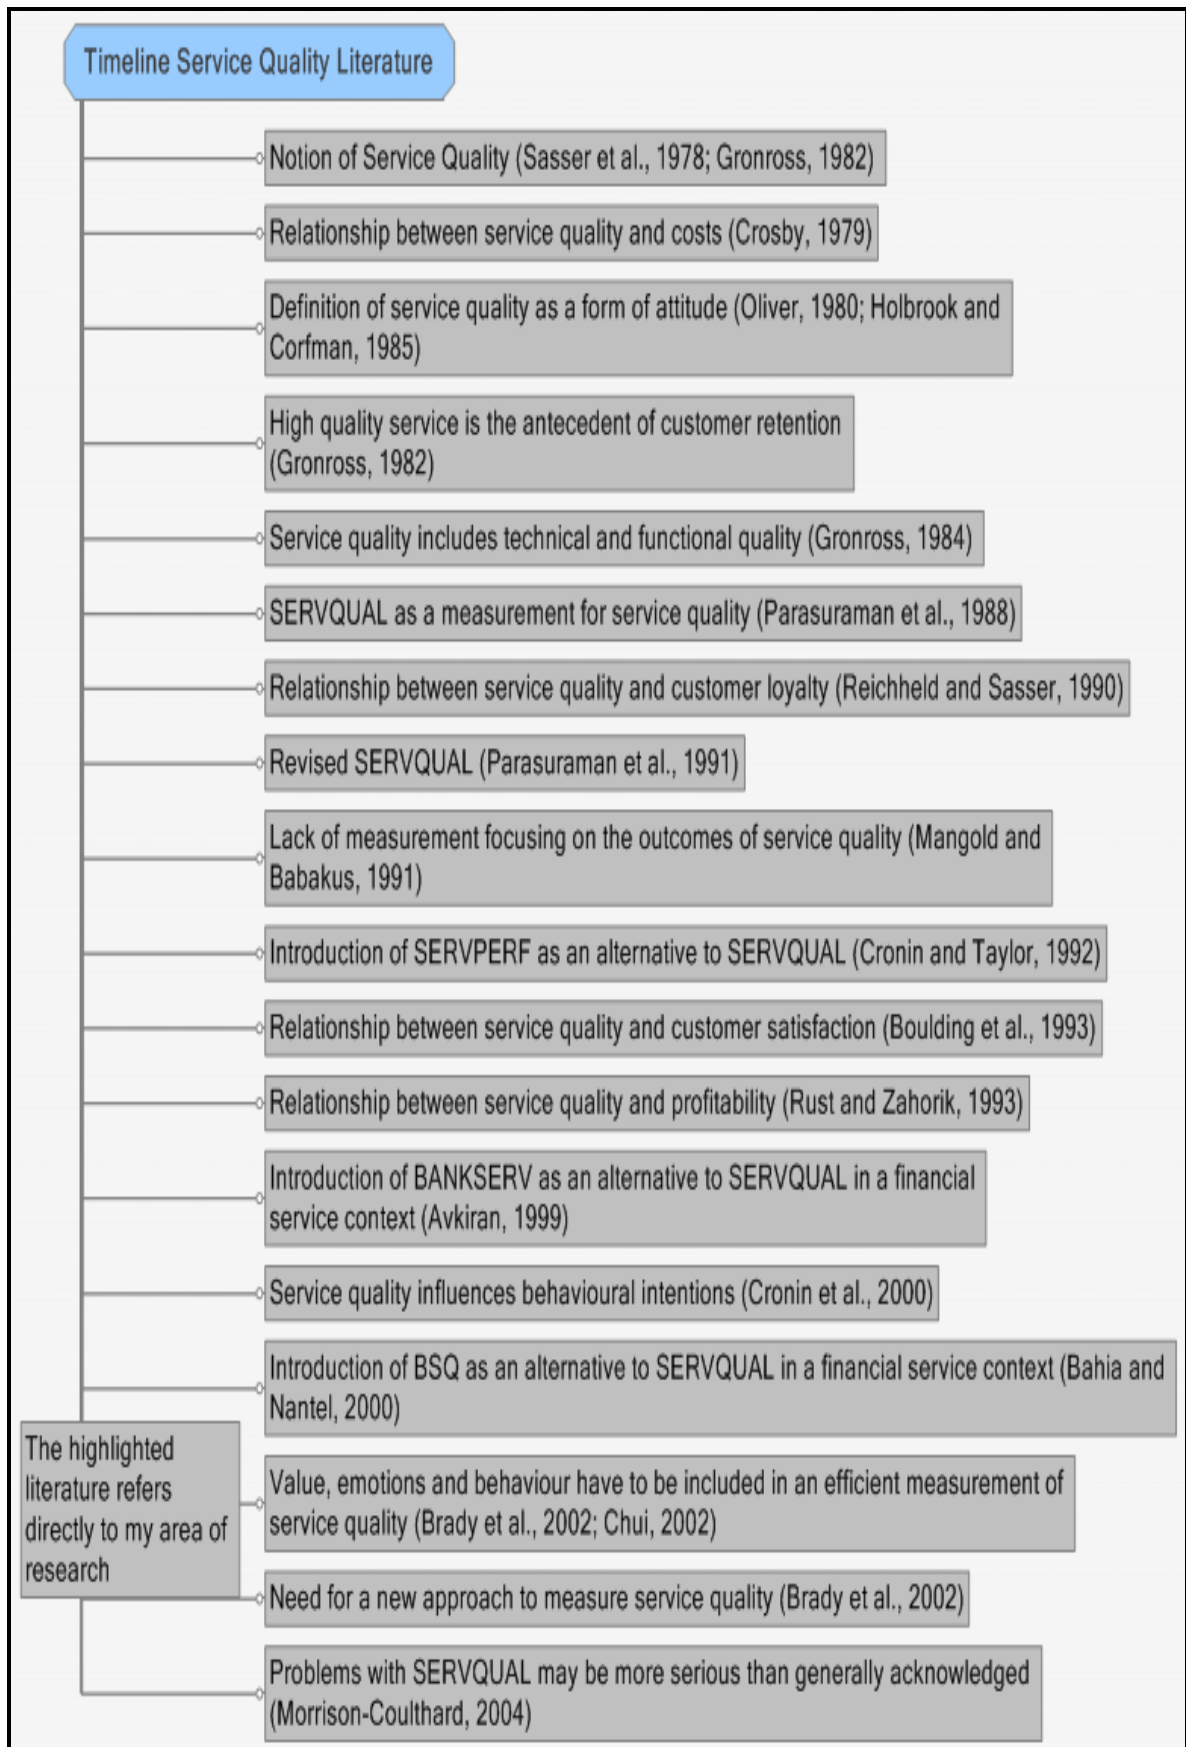 Timeline Service Quality Literature
Notion of Service Quality (Sasser et al., 1978; Gronross, 1982)
Relationship between service quality and costs (Crosby, 1979)
Definition of service quality as a form of attitude (Oliver, 1980; Holbrook and
Corfman, 1985)
High quality service is the antecedent of customer retention
(Gronross, 1982)
Service quality includes technical and functional quality (Gronross, 1984)
SERVQUAL as a measurement for service quality (Parasuraman et al., 1988)
Relationship between service quality and customer loyalty (Reichheld and Sasser, 1990)
Revised SERVQUAL (Parasuraman et al., 1991)
Lack of measurement focusing on the outcomes of service quality (Mangold and
Babakus, 1991)
Introduction of SERVPERF as an alternative to SERVQUAL (Cronin and Taylor, 1992)
Relationship between service quality and customer satisfaction (Boulding et al., 1993)
Relationship between service quality and profitability (Rust and Zahorik, 1993)
Introduction of BANKSERV as an alternative to SERVQUAL in a financial
service context (Avkiran, 1999)
Service quality influences behavioural intentions (Cronin et al., 2000)
Introduction of BSQ as an alternative to SERVQUAL in a financial service context (Bahia and
Nantel, 2000)
The highlighted
literature refers
directly to my area of
research
Value, emotions and behaviour have to be included in an efficient measurement of
service quality (Brady et al., 2002; Chui, 2002)
Need for a new approach to measure service quality (Brady et al., 2002)
Problems with SERVQUAL may be more serious than generally acknowledged
(Morrison-Coulthard, 2004)